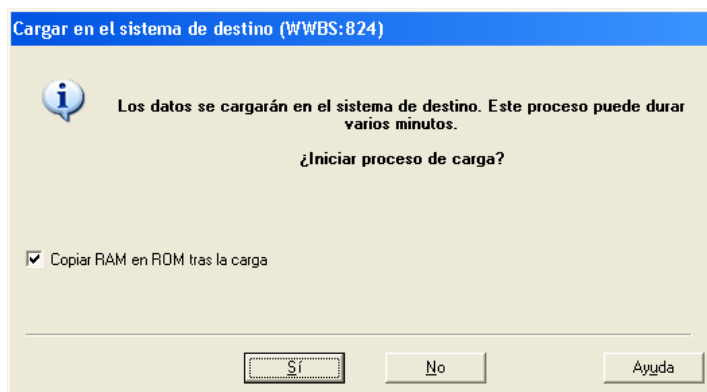 Cargar en el sistema de destino (WWBS:824)
Los datos se cargarán en el sistema de destino. Este proceso puede durar
varios minutos.
¿Iniciar proceso de carga?
Copiar RAM en ROM tras la carga
Sí
No
Ayuda